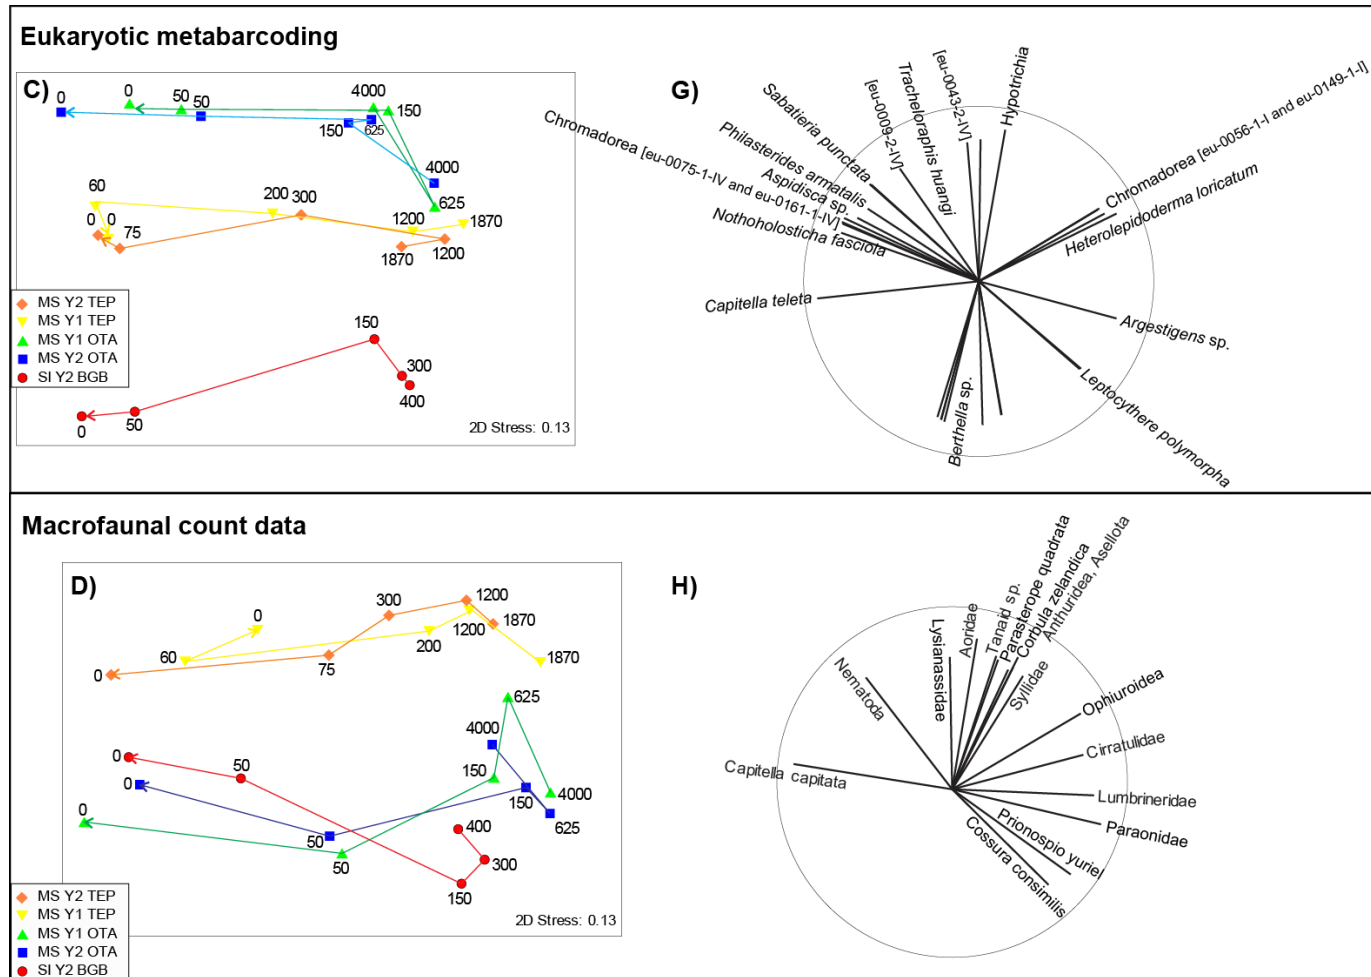 Eukaryotic metabarcoding
C)
0
0
50
50
4000
150
150
625
4000
625
60
0
0
75
200
300
1200
1870
1870
1200
150
300
400
50
0
MS Y2 TEP
MS Y1 TEP
MS Y1 OTA
MS Y2 OTA
SI Y2 BGB
2D Stress: 0.13
G)
Hypotrichia
[eu-0043-2-IV]
Tracheloraphis huangi
[eu-0009-2-IV]
Sabatieria punctata
Philasterides armatalis
Aspidisca sp.
Chromadorea [eu-0075-1-IV and eu-0161-1-IV]
Nothoholosticha fasciola
Capitella teleta
Berthella sp.
Leptocythere polymorpha
Argestigens sp.
Heterolepidoderma loricatum
Chromadorea [eu-0056-1-I and eu-0149-1-I]
Macrofaunal count data
D)
0
60
0
75
300
200
1200
1200
1870
1870
625
4000
150
4000
150
625
0
50
0
0
50
50
400
300
150
MS Y2 TEP
MS Y1 TEP
MS Y1 OTA
MS Y2 OTA
SI Y2 BGB
2D Stress: 0.13
H)
Capitella capitata
Nematoda
Lysianassidae
Aoridae
Tanaid sp.
Parasterope quadrata
Corbula zelandica
Anthuridea, Asellota
Syllidae
Ophiuroidea
Cirratulidae
Lumbrineridae
Paraonidae
Prionospio yuriel
Cossura consimilis